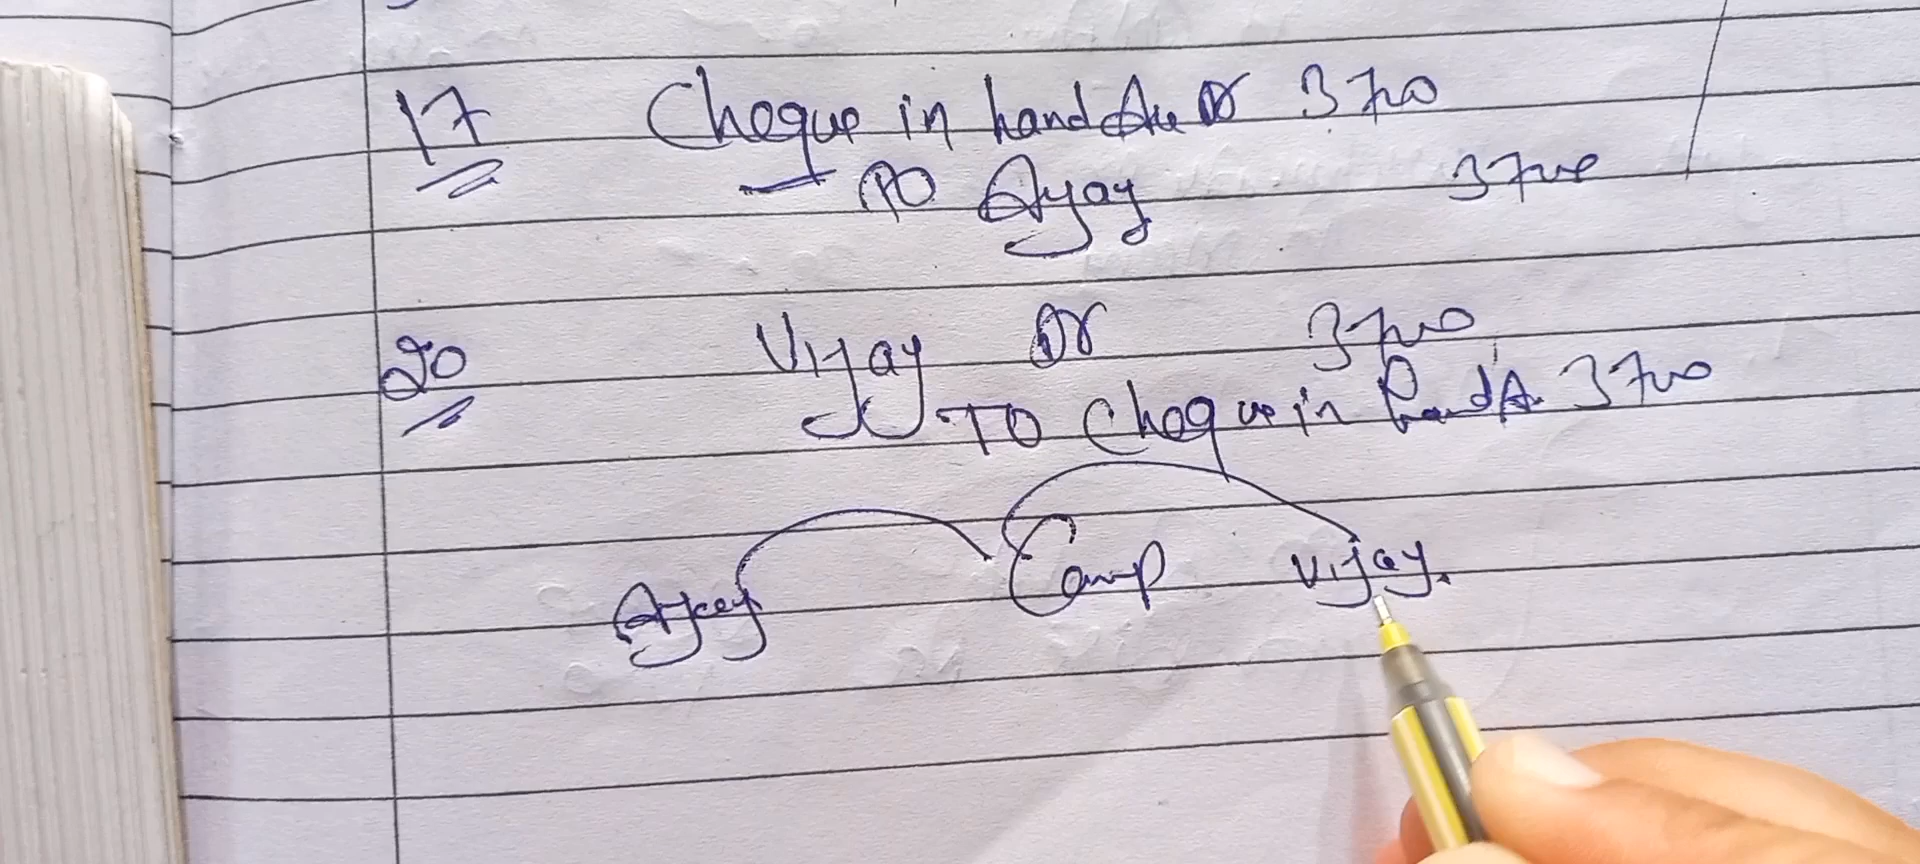 17 Cheque in hand A/c Dr 3700
TO Ajay 3700
20 Vijay Dr 3700
TO Cheque in hand A/c 3700
Ajay Comp Vijay.